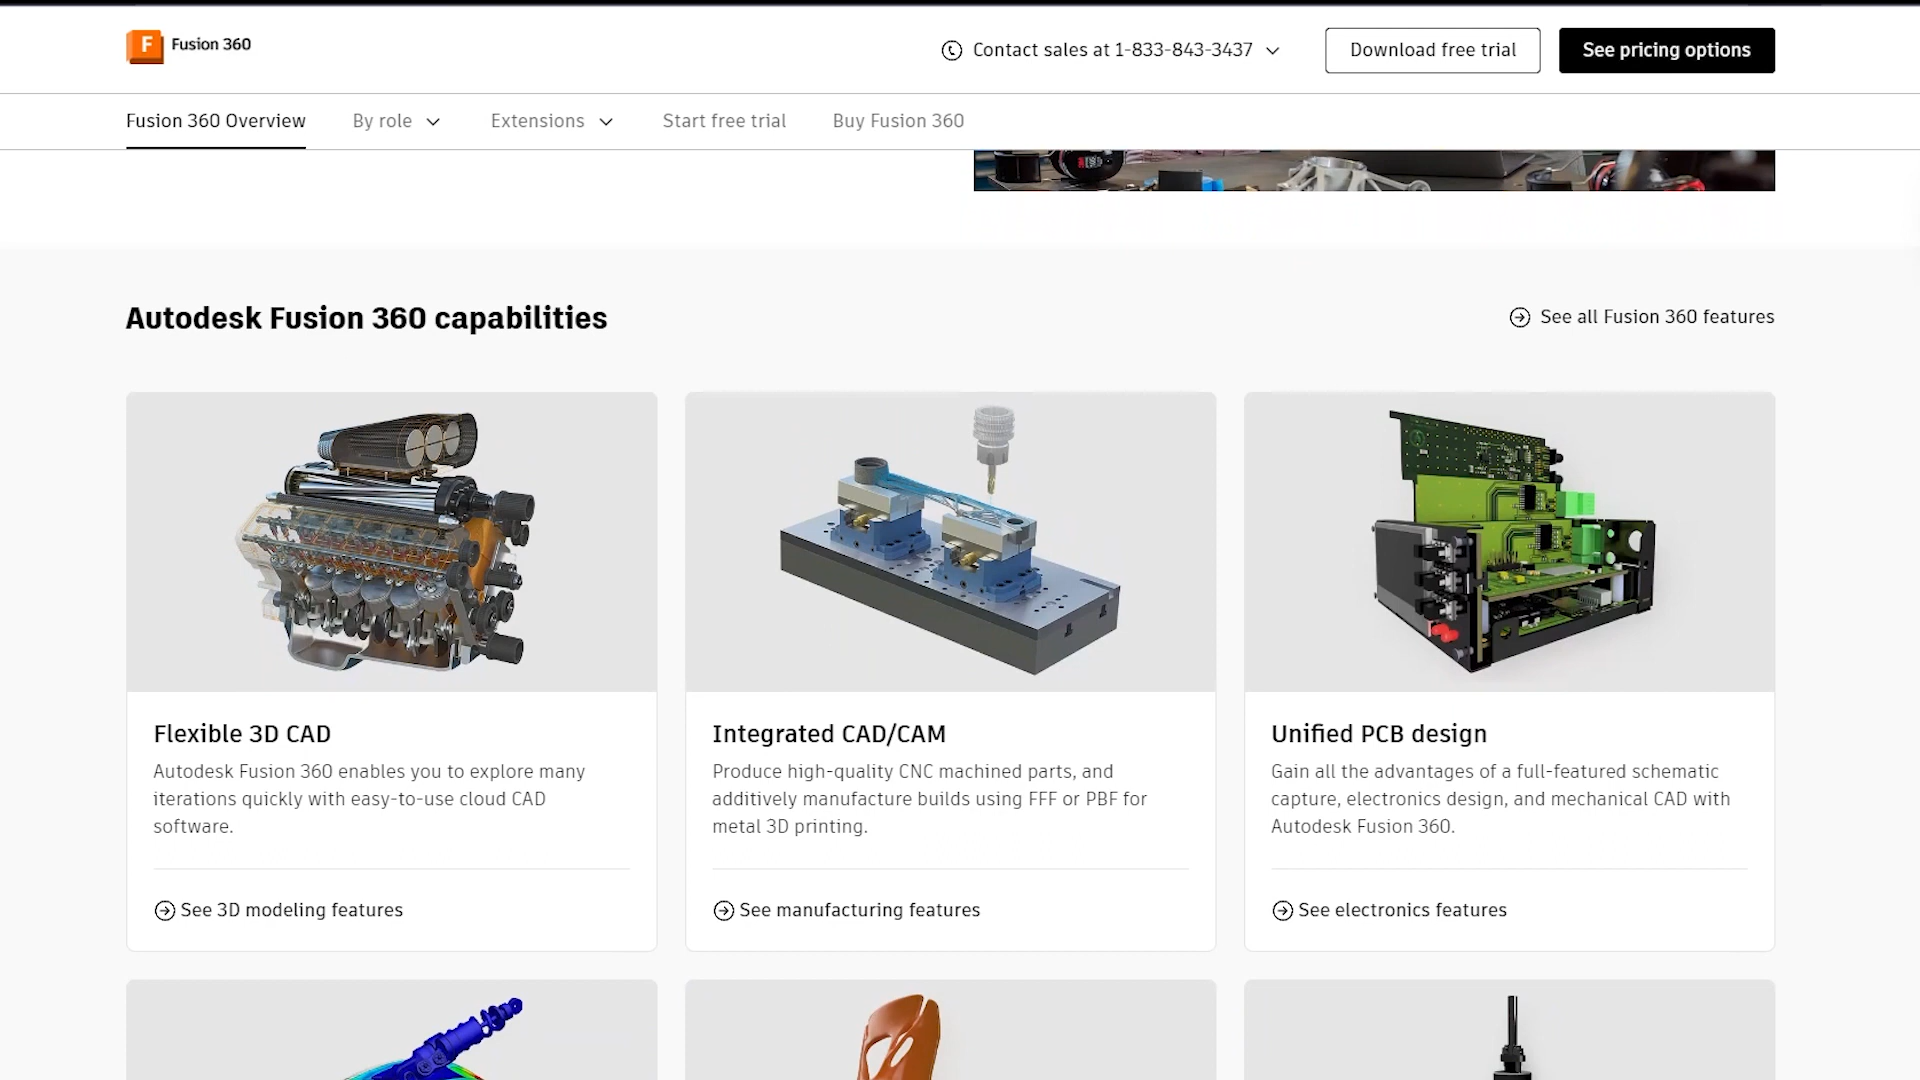 F Fusion 360
Contact sales at 1-833-843-3437
Download free trial
See pricing options
Fusion 360 Overview
By role
Extensions
Start free trial
Buy Fusion 360
Autodesk Fusion 360 capabilities
See all Fusion 360 features
Flexible 3D CAD
Autodesk Fusion 360 enables you to explore many
iterations quickly with easy-to-use cloud CAD
software.
See 3D modeling features
Integrated CAD/CAM
Produce high-quality CNC machined parts, and
additively manufacture builds using FFF or PBF for
metal 3D printing.
See manufacturing features
Unified PCB design
Gain all the advantages of a full-featured schematic
capture, electronics design, and mechanical CAD with
Autodesk Fusion 360.
See electronics features